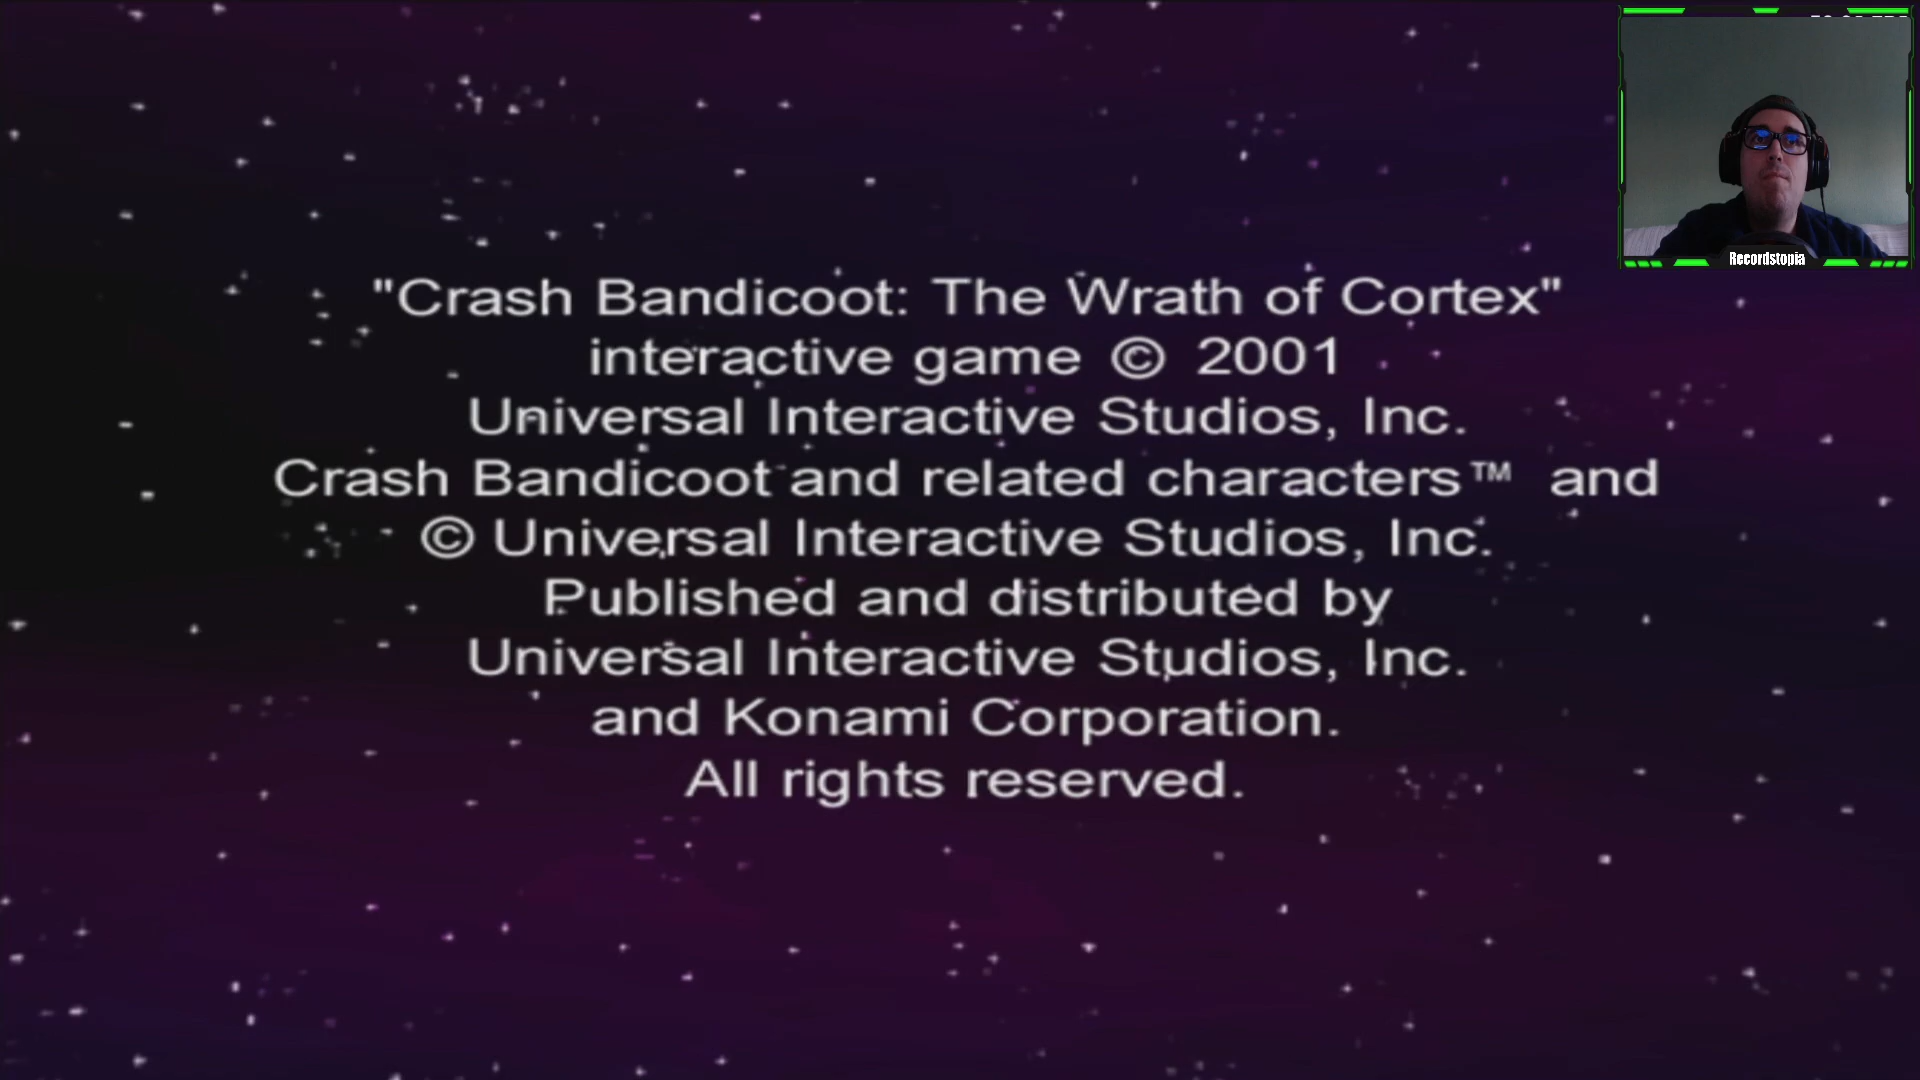 "Crash Bandicoot: The Wrath of Cortex"
interactive game © 2001
Universal Interactive Studios, Inc.
Crash Bandicoot and related characters™ and
© Universal Interactive Studios, Inc.
Published and distributed by
Universal Interactive Studios, Inc.
and Konami Corporation.
All rights reserved.
Recordstopia